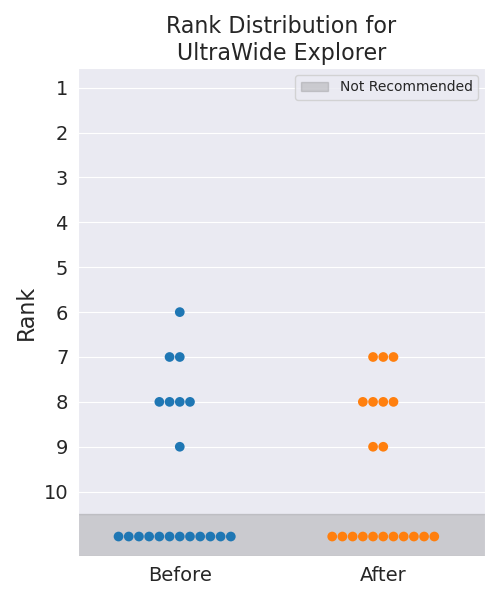 Rank Distribution for
UltraWide Explorer
Not Recommended
1
2
3
4
5
6
7
8
9
10
Rank
Before
After